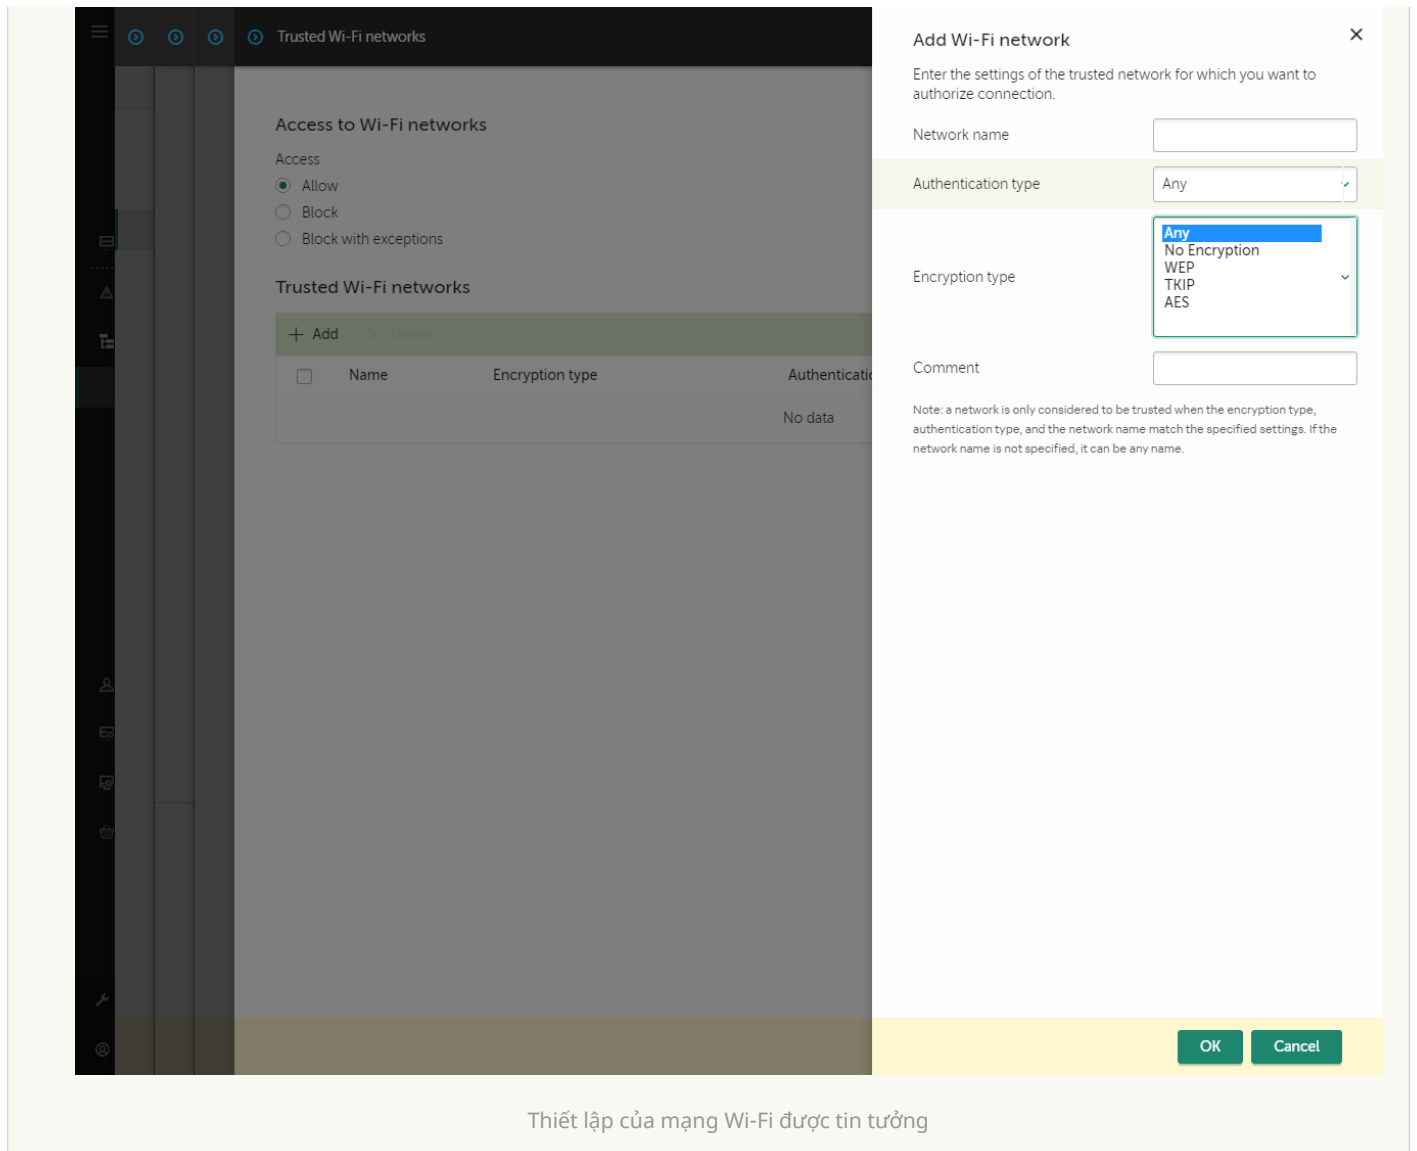 Trusted Wi-Fi networks
Access to Wi-Fi networks
Access
Allow
Block
Block with exceptions
Trusted Wi-Fi networks
Add Delete
Name Encryption type
No data
Add Wi-Fi network
Enter the settings of the trusted network for which you want to
authorize connection.
Network name
Authentication type Any
Encryption type
Any
No Encryption
WEP
TKIP
AES
Comment
Note: a network is only considered to be trusted when the encryption type,
authentication type, and the network name match the specified settings. If the
network name is not specified, it can be any name.
OK Cancel
Thiết lập của mạng Wi-Fi được tin tưởng